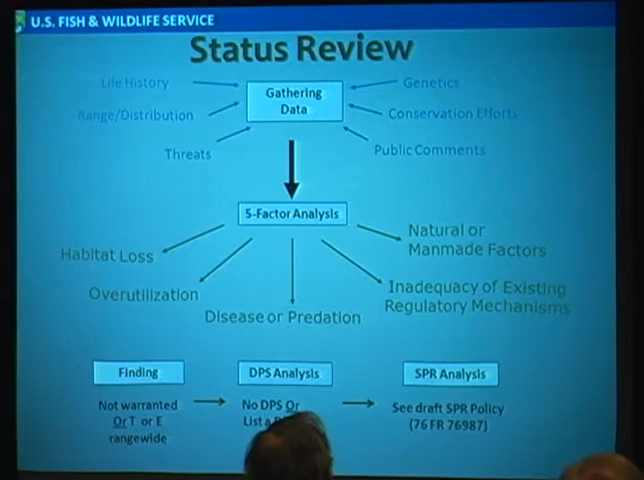 U.S. FISH & WILDLIFE SERVICE
Status Review
Life History
Genetics
Gathering
Data
Range/Distribution
Conservation Efforts
Threats
Public Comments
5-Factor Analysis
Natural or
Manmade Factors
Habitat Loss
Inadequacy of Existing
Regulatory Mechanisms
Overutilization
Disease or Predation
Finding
DPS Analysis
SPR Analysis
Not warranted
Or T or E
rangewide
No DPS Or
List a
See draft SPR Policy
(76 FR 76987)